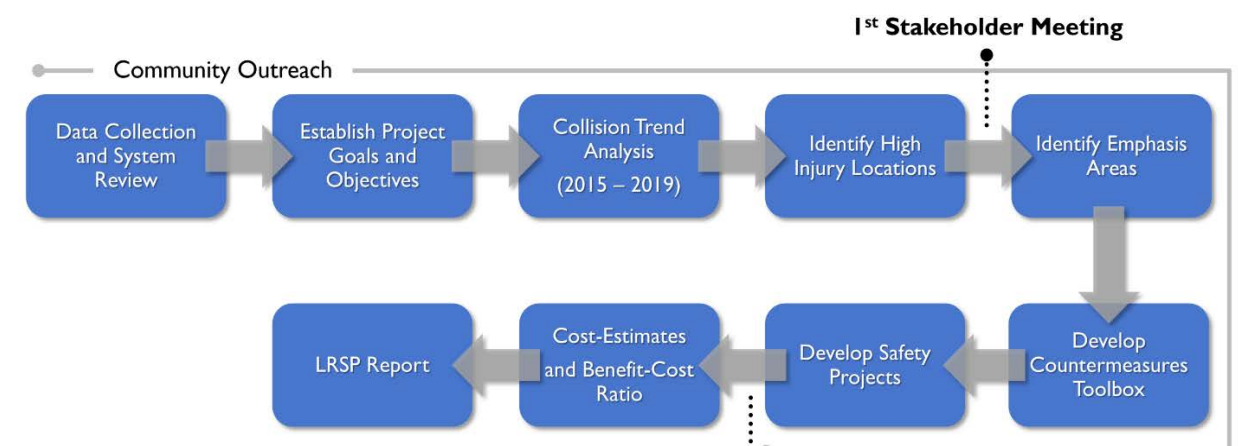 1st Stakeholder Meeting
Community Outreach
Data Collection
and System
Review
Establish Project
Goals and
Objectives
Collision Trend
Analysis
(2015 – 2019)
Identify High
Injury Locations
Identify Emphasis
Areas
Develop
Countermeasures
Toolbox
Develop Safety
Projects
Cost-Estimates
and Benefit-Cost
Ratio
LRSP Report